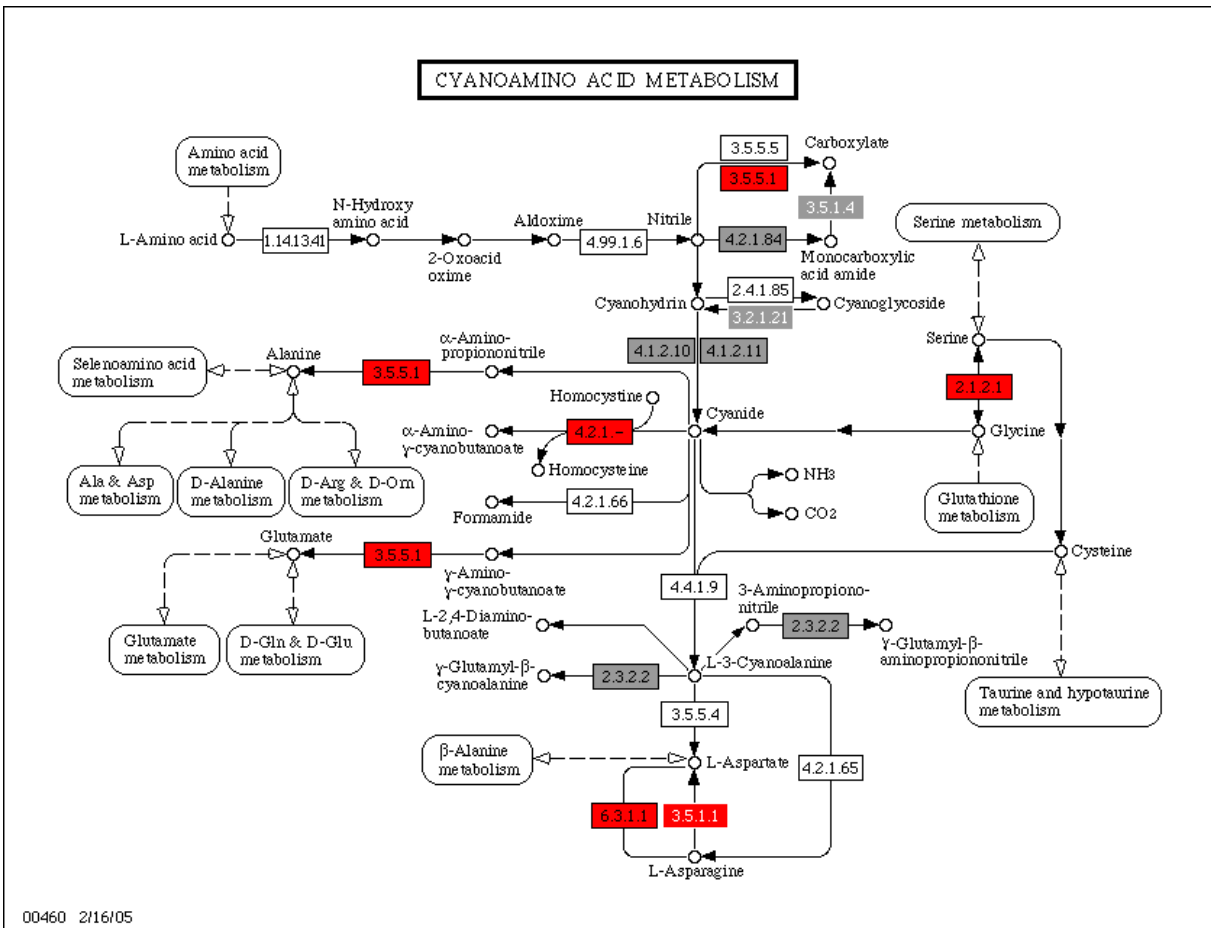 CYANOAMINO ACID METABOLISM
Amino acid
metabolism
3.5.5.5
Carboxylate
3.5.5.1
N-Hydroxy
amino acid
Aldoxime
Nitrile
3.5.1.4
Serine metabolism
L-Amino acid
1.14.13.41
4.99.1.6
4.2.1.84
2-Oxoacid
oxime
Monocarboxylic
acid amide
2.4.1.85
Cyanohydrin
Cyanoglycoside
3.2.1.21
Serine
α-Amino-
propiononitrile
4.1.2.10
4.1.2.11
Alanine
Selenoamino acid
metabolism
3.5.5.1
2.1.2.1
Homocystine
Cyanide
Glycine
α-Amino-
γ-cyanobutanoate
4.2.1.-
Homocysteine
Ala & Asp
metabolism
D-Alanine
metabolism
D-Arg & D-Orn
metabolism
NH3
4.2.1.66
Glutathione
metabolism
Formamide
CO2
Glutamate
3.5.5.1
Cysteine
γ-Amino-
γ-cyanobutanoate
4.4.1.9
3-Aminopropiono-
nitrile
L-2,4-Diamino-
butanoate
2.3.2.2
Glutamate
metabolism
D-Gln & D-Glu
metabolism
γ-Glutamyl-β-
aminopropiononitrile
L-3-Cyanoalanine
γ-Glutamyl-β-
cyanoalanine
2.3.2.2
Taurine and hypotaurine
metabolism
3.5.5.4
β-Alanine
metabolism
L-Aspartate
4.2.1.65
6.3.1.1
3.5.1.1
L-Asparagine
00460 2/16/05